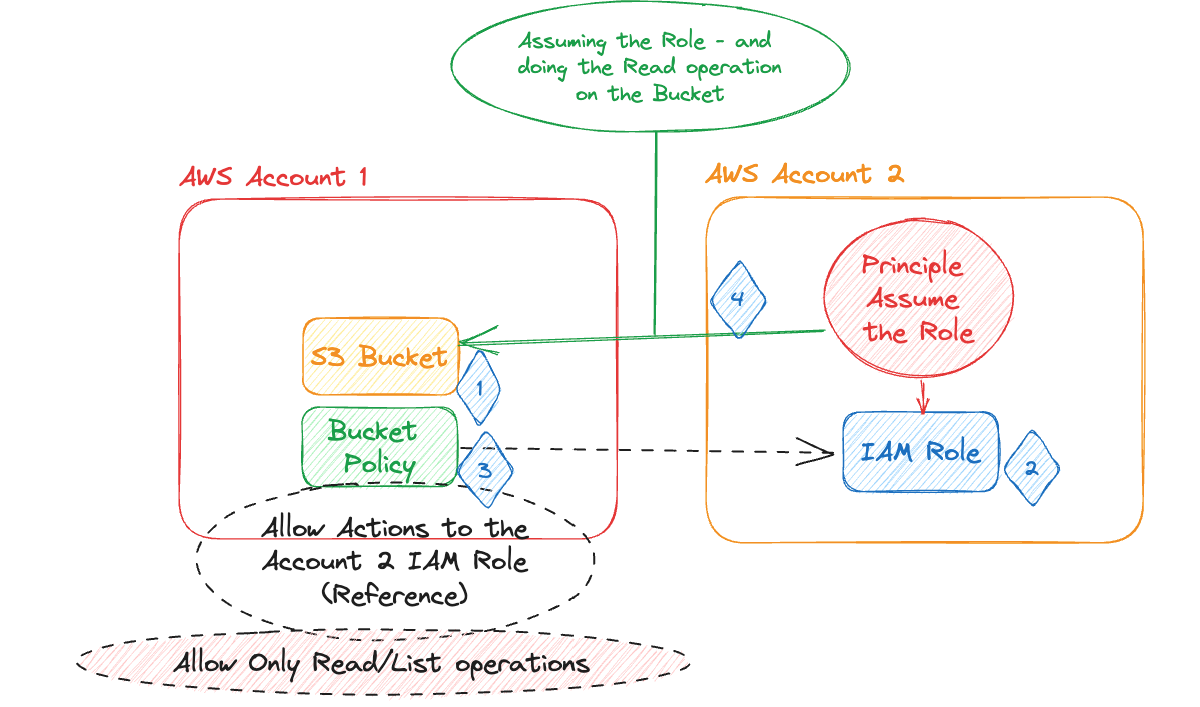 Assuming the Role - and
doing the Read operation
on the Bucket
AWS Account 1
AWS Account 2
Principle
Assume
the Role
4
S3 Bucket
1
Bucket
Policy
3
IAM Role
2
Allow Actions to the
Account 2 IAM Role
(Reference)
Allow Only Read/List operations